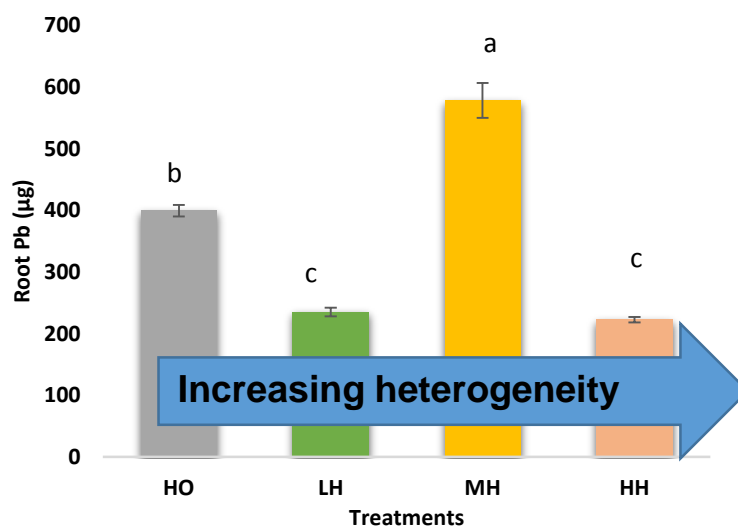 700
600
500
400
300
200
100
0
Root Pb (µg)
b
c
a
c
Increasing heterogeneity
HO LH MH HH
Treatments